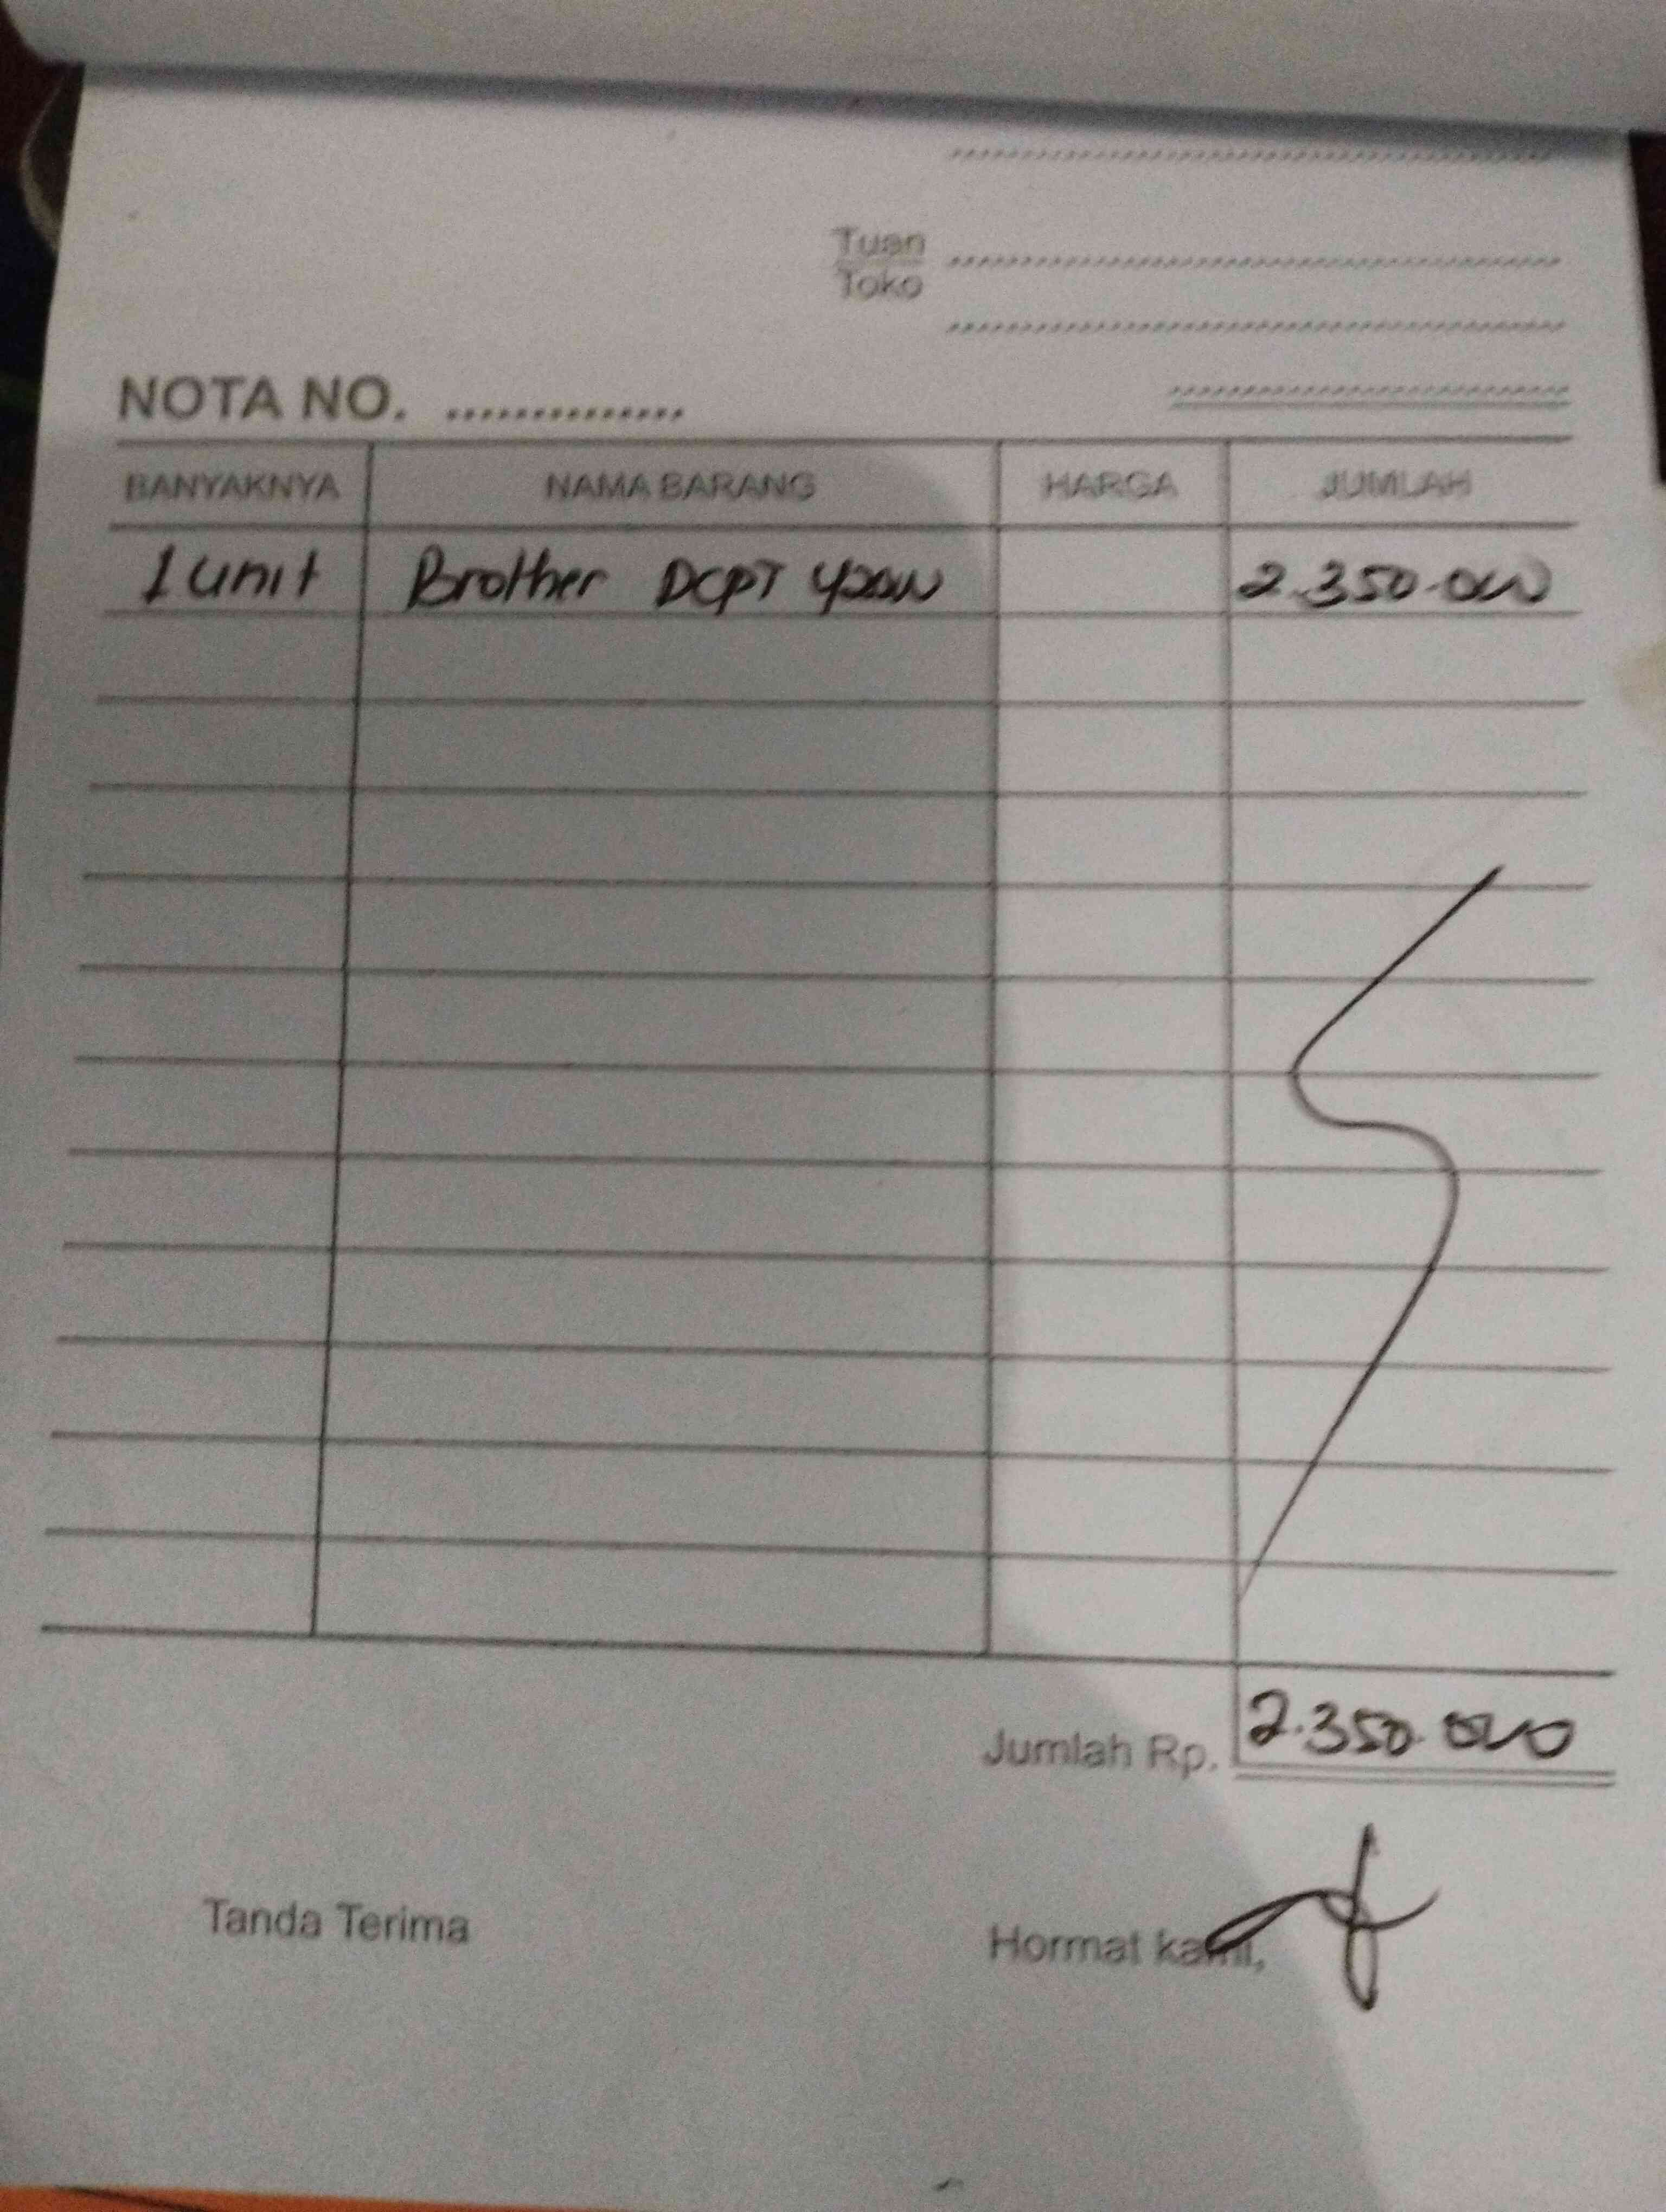 Tuan
Toko
NOTA NO. ...............
BANYAKNYA NAMA BARANG HARGA JUMLAH
1 unit Brother DCPT 420W 2.350.000
Jumlah Rp. 2.350.000
Tanda Terima Hormat kami,